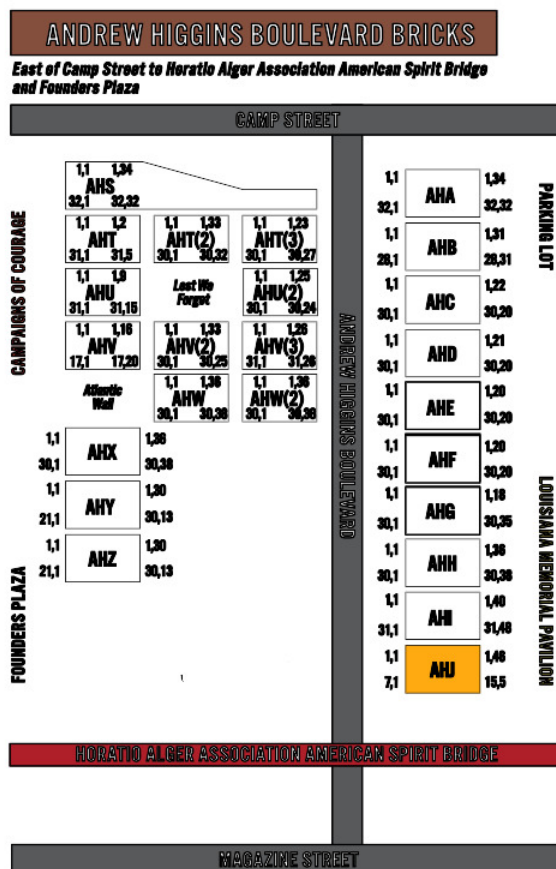 ANDREW HIGGINS BOULEVARD BRICKS
East of Camp Street to Horatio Alger Association American Spirit Bridge
and Founders Plaza
CAMP STREET
CAMPAIGNS OF COURAGE
1,1 1,34
AHS
32,1 32,32
1,1 1,2
AHT
31,1 31,5
1,1 1,33
AHT(2)
30,1 30,32
1,1 1,23
AHT(3)
30,1 30,27
1,1 1,9
AHU
31,1 31,15
Lest We
Forget
1,1 1,25
AHU(2)
30,1 30,24
1,1 1,16
AHV
17,1 17,20
1,1 1,33
AHV(2)
30,1 30,25
1,1 1,26
AHV(3)
31,1 31,26
Atlantic
Wall
1,1 1,36
AHW
30,1 30,38
1,1 1,36
AHW(2)
30,1 30,38
1,1 1,36
AHX
30,1 30,38
1,1 1,30
AHY
21,1 30,13
1,1 1,30
AHZ
21,1 30,13
FOUNDERS PLAZA
ANDREW HIGGINS BOULEVARD
1,1 1,34
AHA
32,1 32,32
1,1 1,31
AHB
28,1 28,31
1,1 1,22
AHC
30,1 30,20
1,1 1,21
AHD
30,1 30,20
1,1 1,20
AHE
30,1 30,20
1,1 1,20
AHF
30,1 30,20
1,1 1,18
AHG
30,1 30,35
1,1 1,36
AHH
30,1 30,38
1,1 1,40
AHI
31,1 31,48
1,1 1,46
AHJ
7,1 15,5
PARKING LOT
LOUISIANA MEMORIAL PAVILION
HORATIO ALGER ASSOCIATION AMERICAN SPIRIT BRIDGE
MAGAZINE STREET